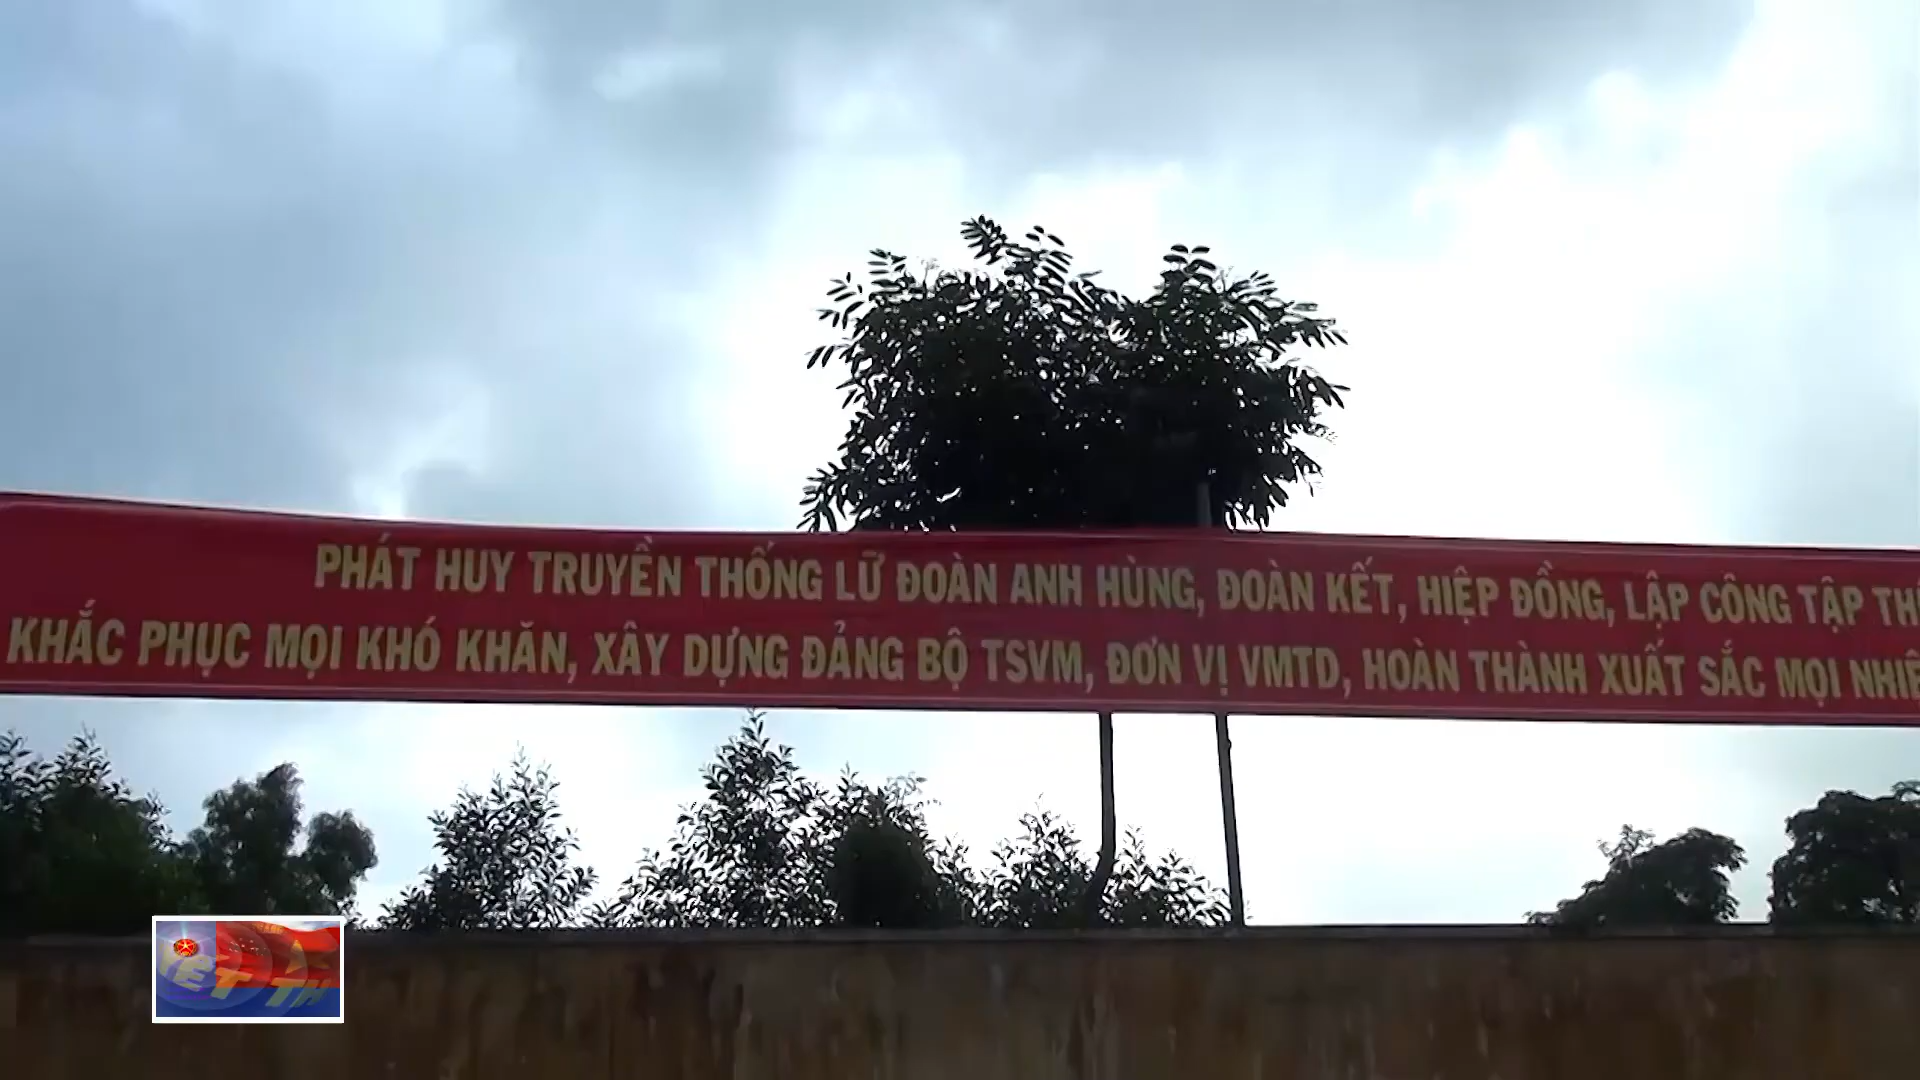 PHÁT HUY TRUYỀN THỐNG LỮ ĐOÀN ANH HÙNG, ĐOÀN KẾT, HIỆP ĐỒNG, LẬP CÔNG TẬP
KHẮC PHỤC MỌI KHÓ KHĂN, XÂY DỰNG ĐẢNG BỘ TSVM, ĐƠN VỊ VMTD, HOÀN THÀNH XUẤT SẮC MỌI